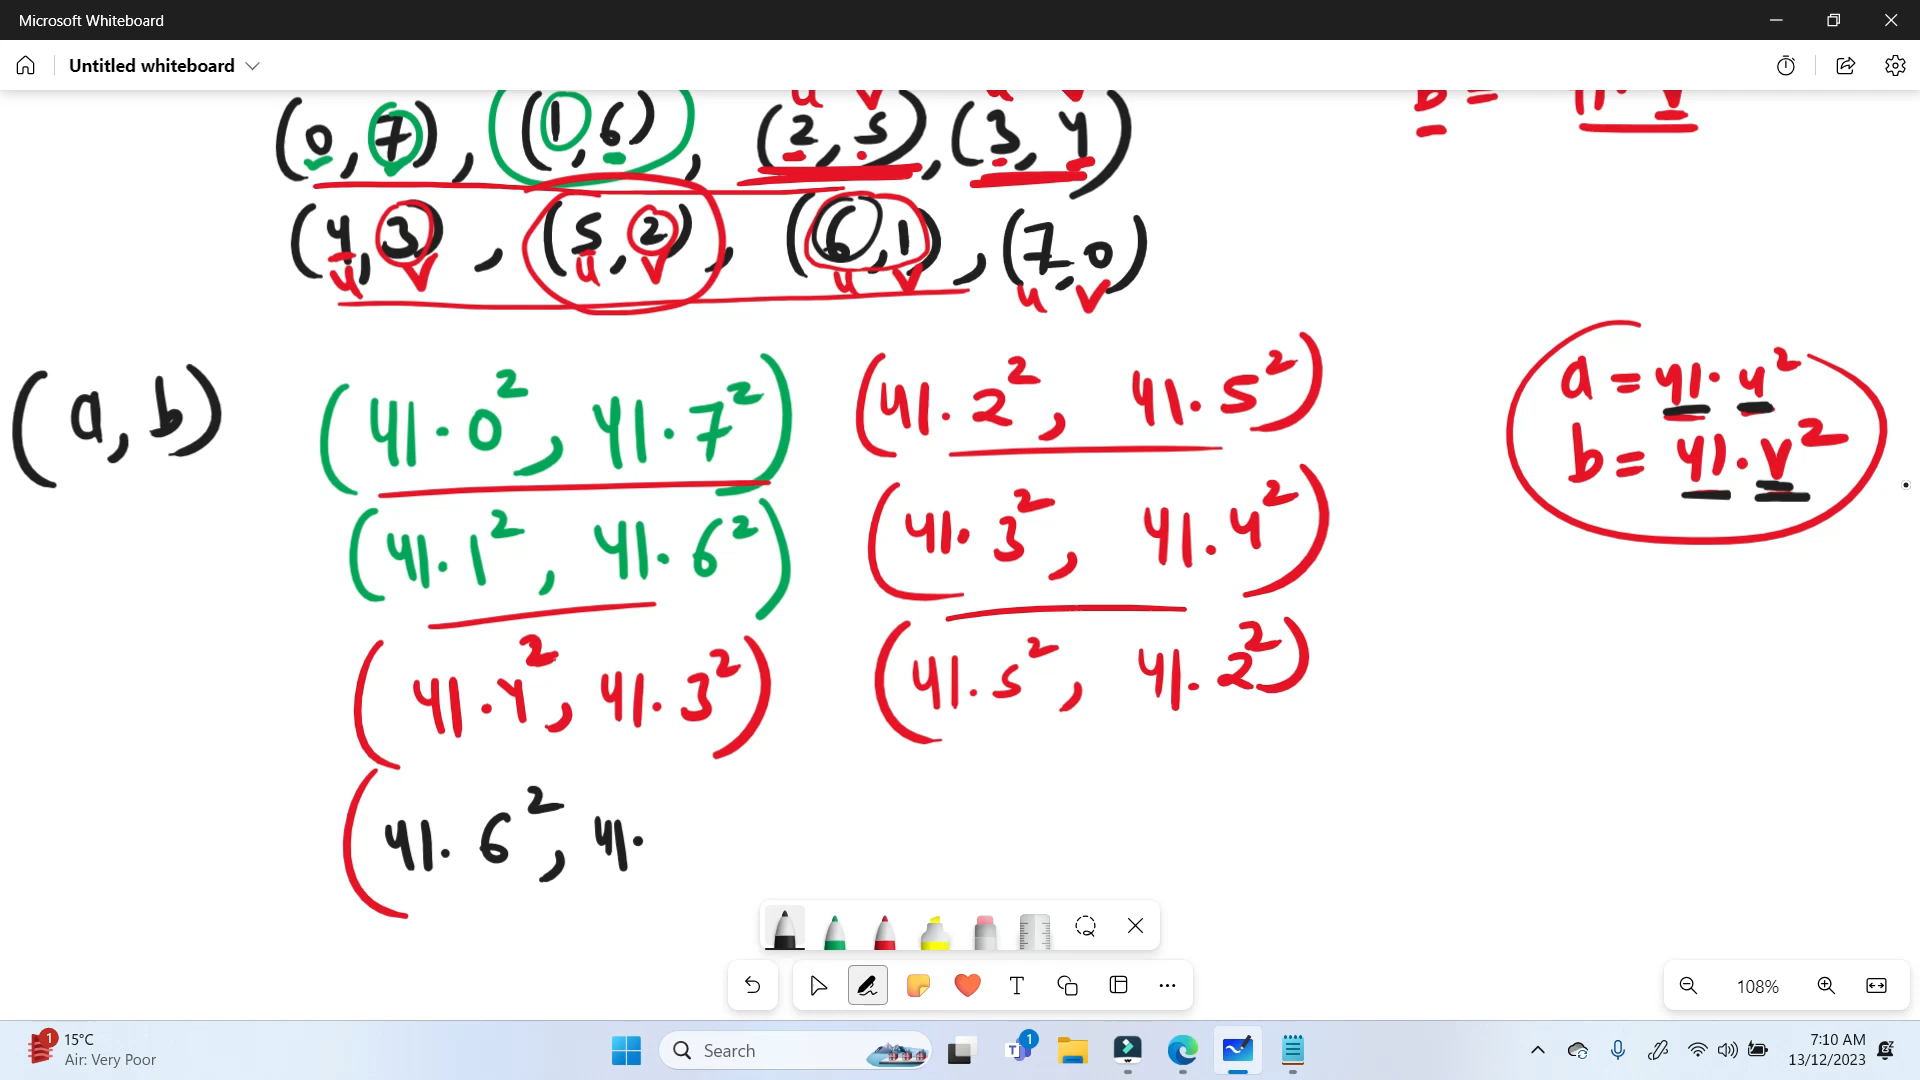 Microsoft Whiteboard
Untitled whiteboard
u v u v b =
(0, 7), (1, 6), (2, 5), (3, 4)
(4, 3), (5, 2), (6, 1), (7, 0)
u v u v u v u v
(a, b)
(41·0², 41·7²) (41·2², 41·5²)
(41·1², 41·6²) (41·3², 41·4²)
(41·4², 41·3²) (41·5², 41·2²)
(41·6², 41·
a = 41·u²
b = 41·v²
108%
1
15°C
Air: Very Poor
Search
1
7:10 AM
13/12/2023